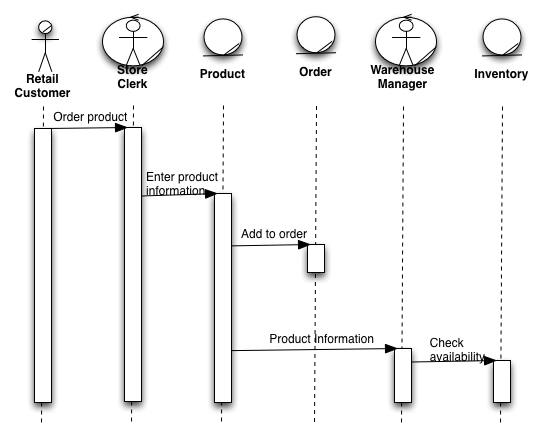 Retail
Customer
Store
Clerk
Product
Order
Warehouse
Manager
Inventory
Order product
Enter product
information
Add to order
Product Information
Check
availability